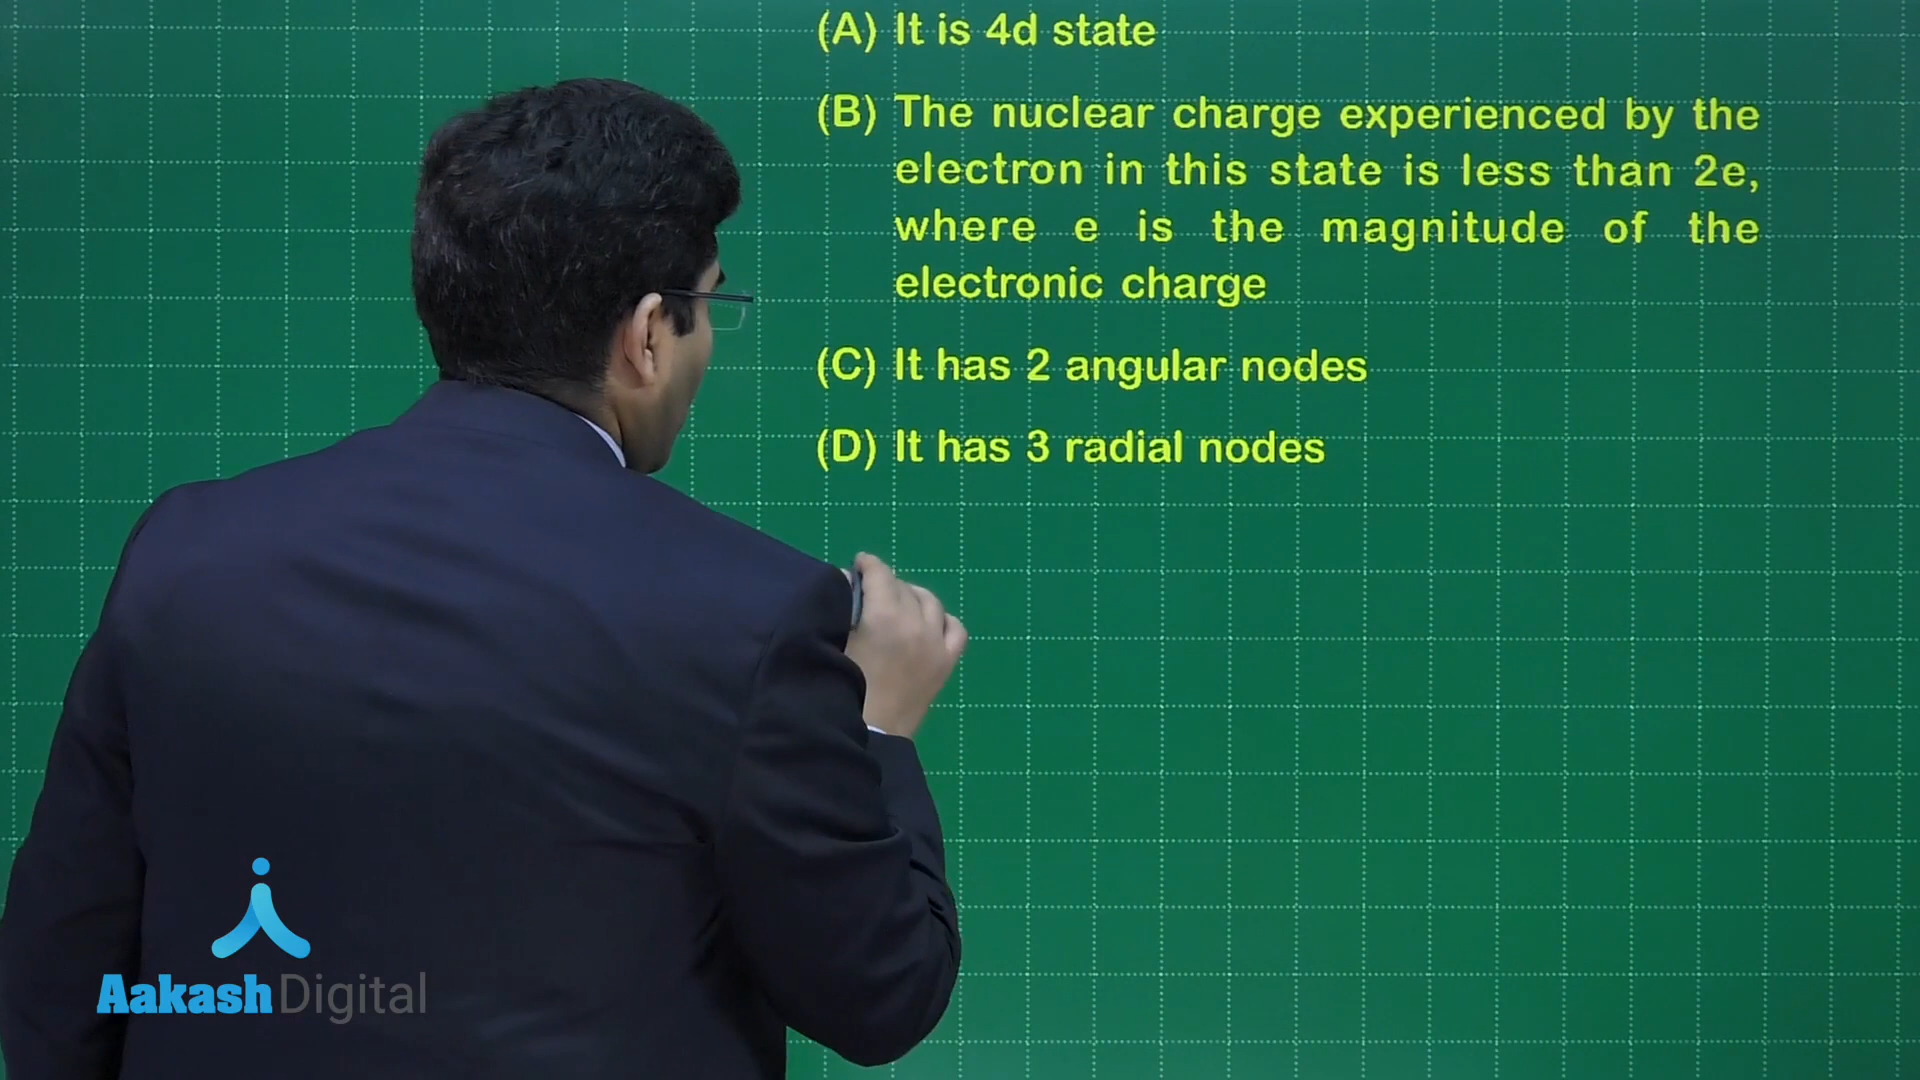 (A) It is 4d state
(B) The nuclear charge experienced by the
electron in this state is less than 2e,
where e is the magnitude of the
electronic charge
(C) It has 2 angular nodes
(D) It has 3 radial nodes
Aakash Digital